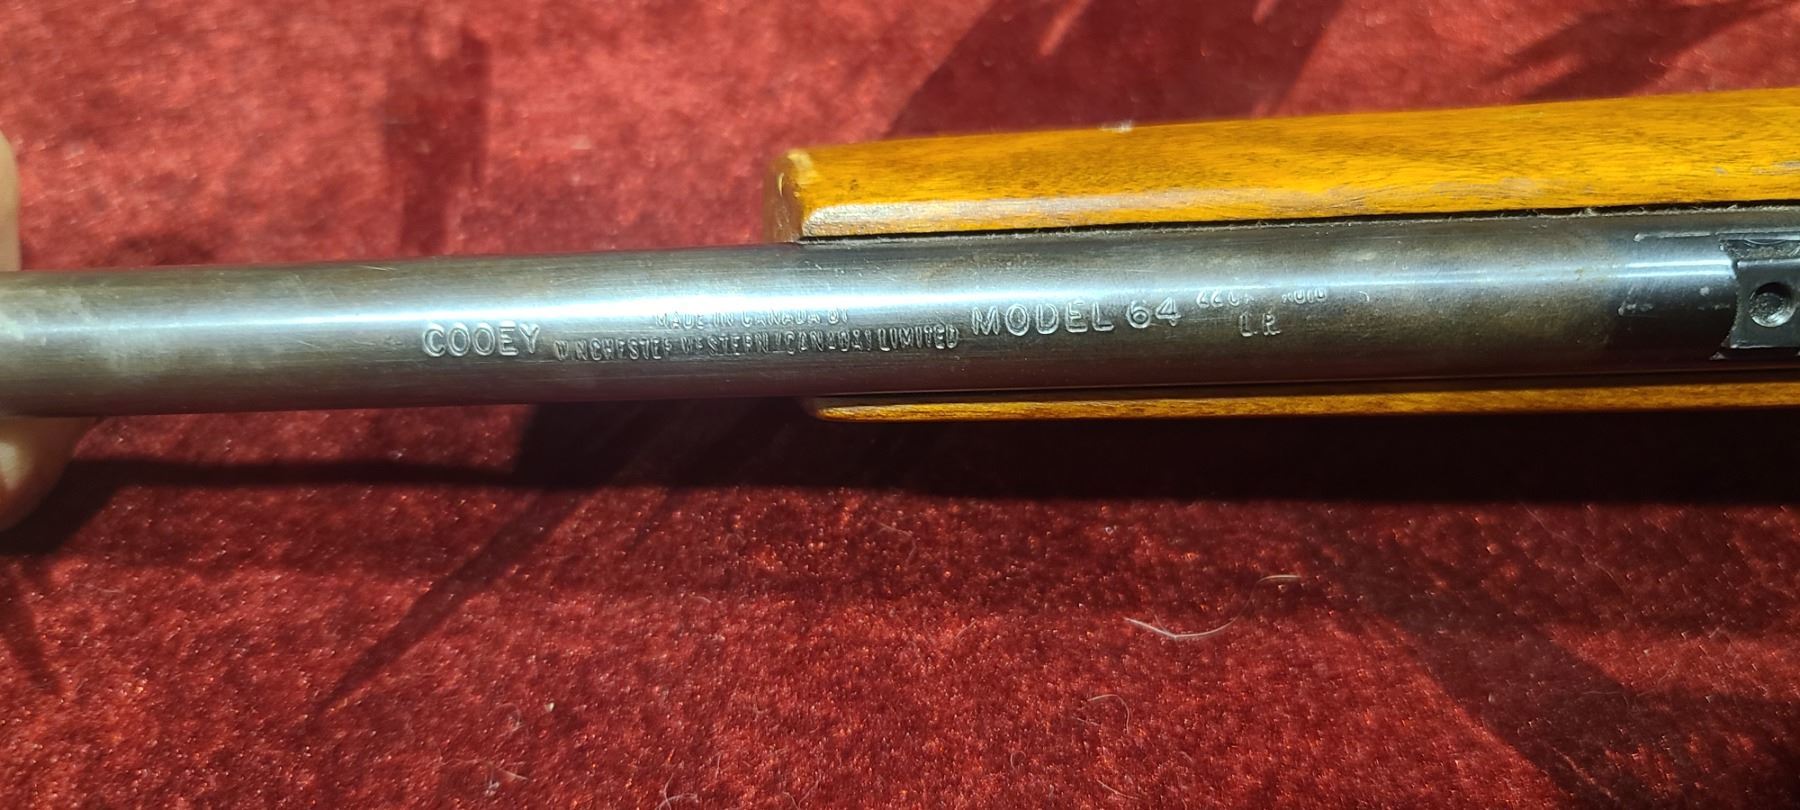 COOEY
MADE IN CANADA BY
WINCHESTER WESTERN (CANADA) LIMITED
MODEL 64
L.R.